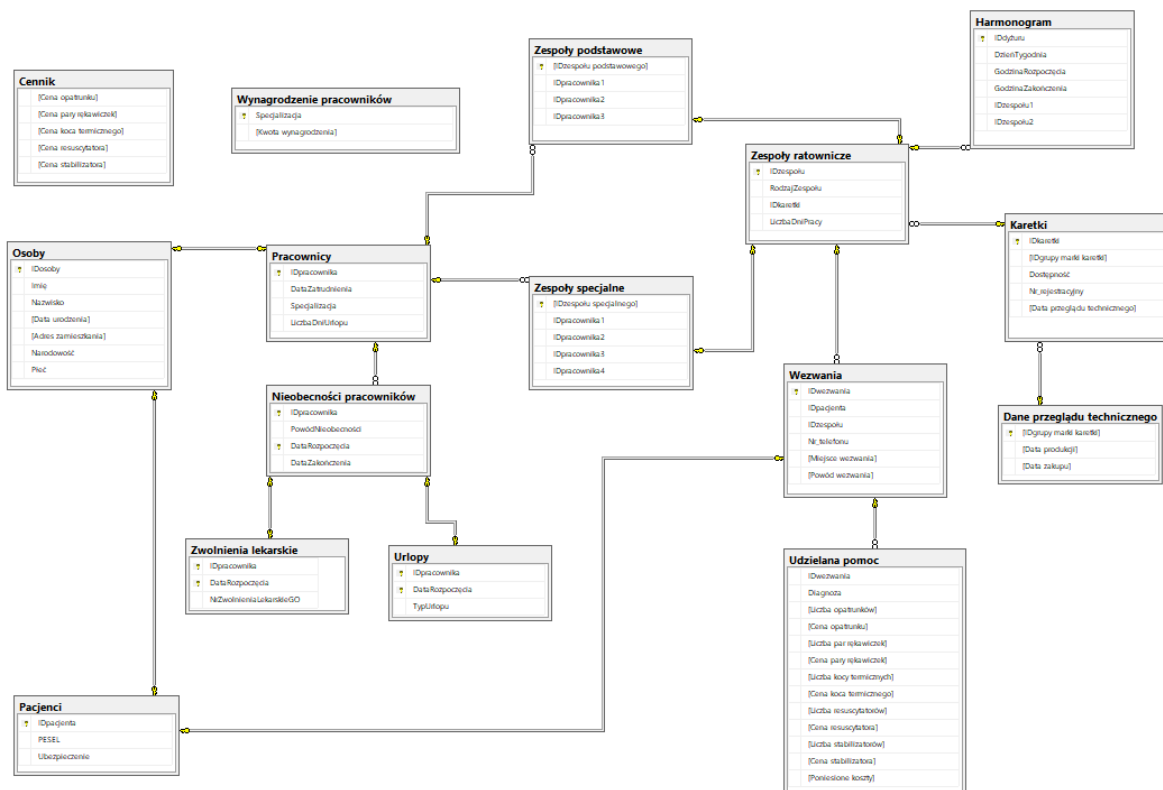 Cennik
[Cena opatrunku]
[Cena pary rękawiczek]
[Cena koca termicznego]
[Cena resuscytatora]
[Cena stabilizatora]
Wynagrodzenie pracowników
Specjalizacja
[Kwota wynagrodzenia]
Zespoły podstawowe
[IDzespołu podstawowego]
IDpracownika1
IDpracownika2
IDpracownika3
Harmonogram
IDdyżuru
DzienTygodnia
GodzinaRozpoczęcia
GodzinaZakończenia
IDzespołu1
IDzespołu2
Zespoły ratownicze
IDzespołu
RodzajZespołu
IDkaretki
LiczbaDniPracy
Osoby
IDosoby
Imię
Nazwisko
[Data urodzenia]
[Adres zamieszkania]
Narodowość
Płeć
Pracownicy
IDpracownika
DataZatrudnienia
Specjalizacja
LiczbaDniUrlopu
Zespoły specjalne
[IDzespołu specjalnego]
IDpracownika1
IDpracownika2
IDpracownika3
IDpracownika4
Karetki
IDkaretki
[IDgrupy marki karetki]
Dostępność
Nr_rejestracyjny
[Data przeglądu technicznego]
Nieobecności pracowników
IDpracownika
PowódNieobecności
DataRozpoczęcia
DataZakończenia
Wezwania
IDwezwania
IDpacjenta
IDzespołu
Nr_telefonu
[Miejsce wezwania]
[Powód wezwania]
Dane przeglądu technicznego
[IDgrupy marki karetki]
[Data produkcji]
[Data zakupu]
Zwolnienia lekarskie
IDpracownika
DataRozpoczęcia
NrZwolnieniaLekarskieGO
Urlopy
IDpracownika
DataRozpoczęcia
TypUrlopu
Udzielana pomoc
IDwezwania
Diagnoza
[Liczba opatrunków]
[Cena opatrunku]
[Liczba par rękawiczek]
[Cena pary rękawiczek]
[Liczba kocy termicznych]
[Cena koca termicznego]
[Liczba resuscytatorów]
[Cena resuscytatora]
[Liczba stabilizatorów]
[Cena stabilizatora]
[Poniesione koszty]
Pacjenci
IDpacjenta
PESEL
Ubezpieczenie